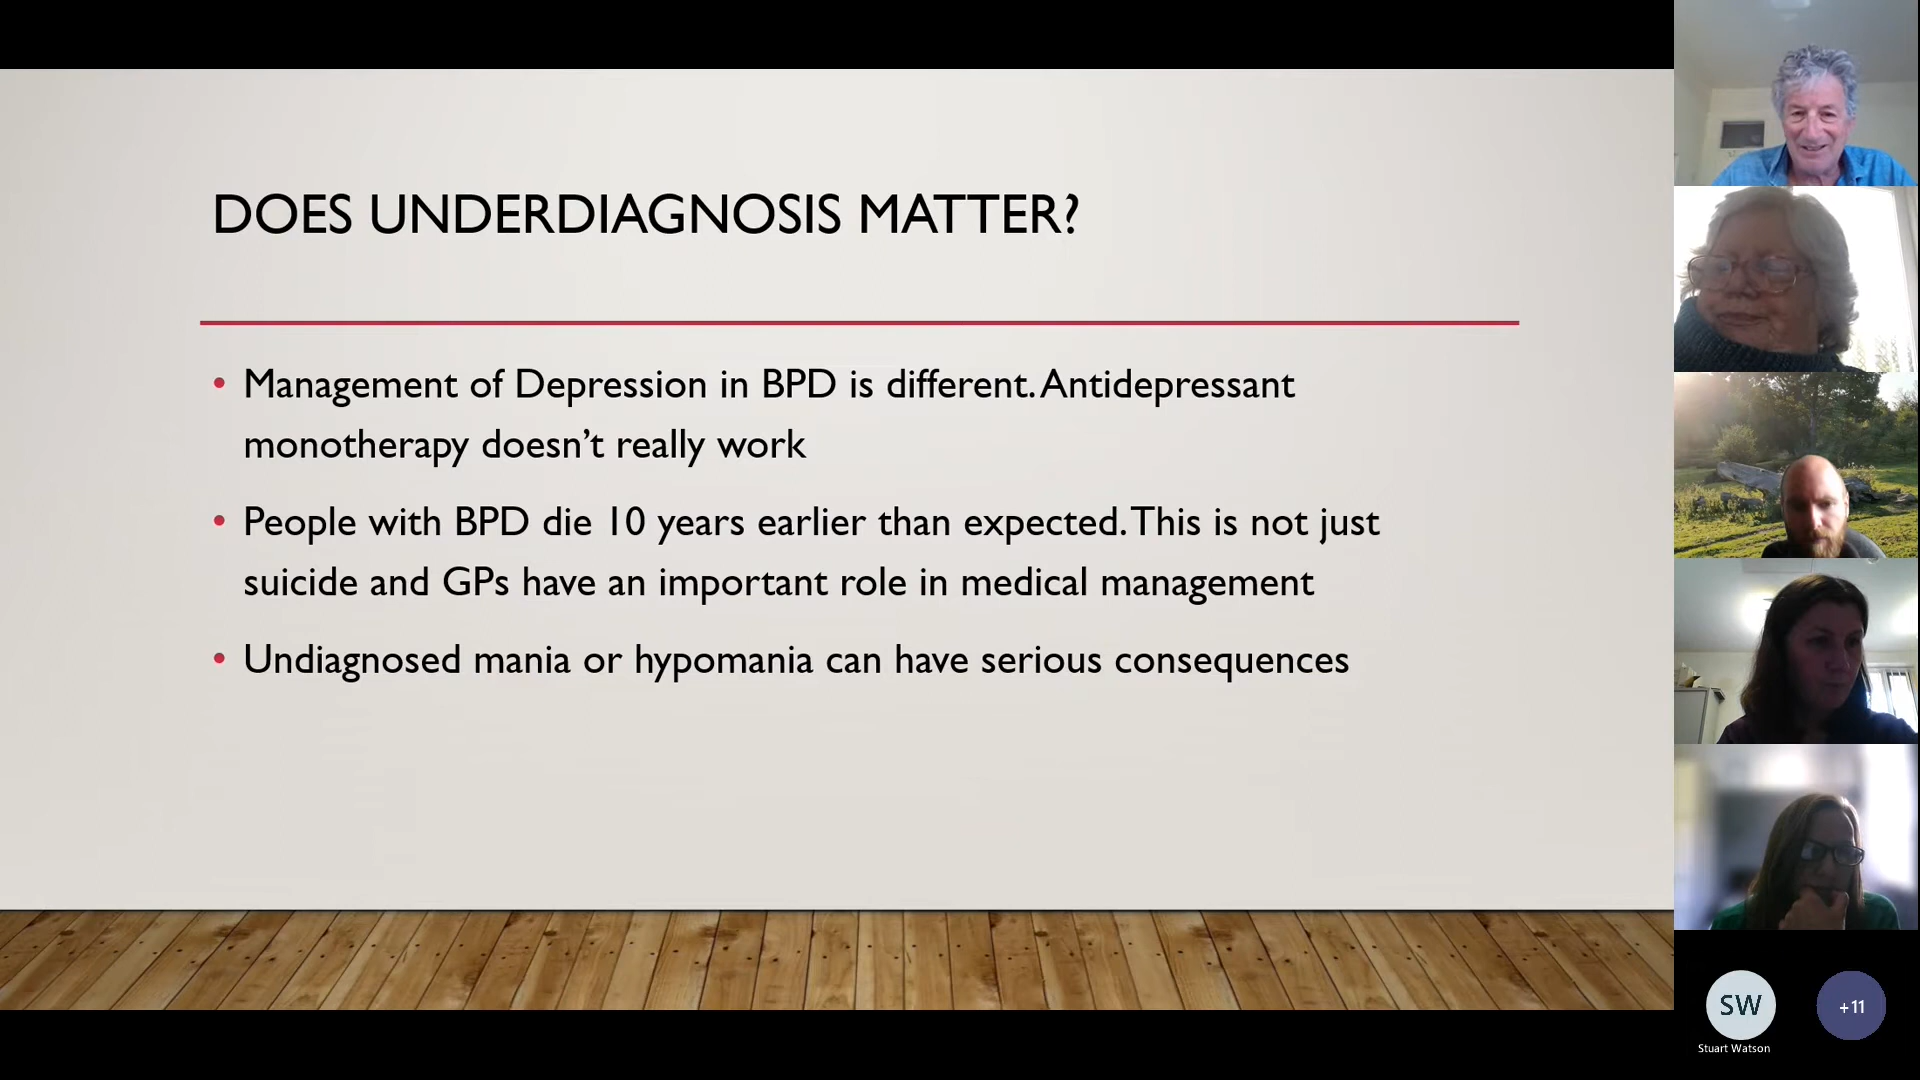 DOES UNDERDIAGNOSIS MATTER?
• Management of Depression in BPD is different. Antidepressant
monotherapy doesn’t really work
• People with BPD die 10 years earlier than expected. This is not just
suicide and GPs have an important role in medical management
• Undiagnosed mania or hypomania can have serious consequences
SW
+11
Stuart Watson